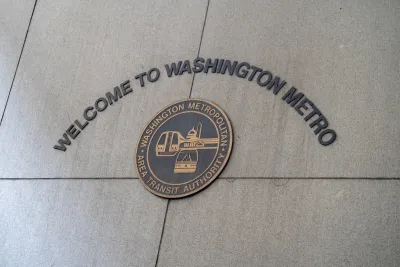 WELCOME TO WASHINGTON METRO
WASHINGTON METROPOLITAN
AREA TRANSIT AUTHORITY